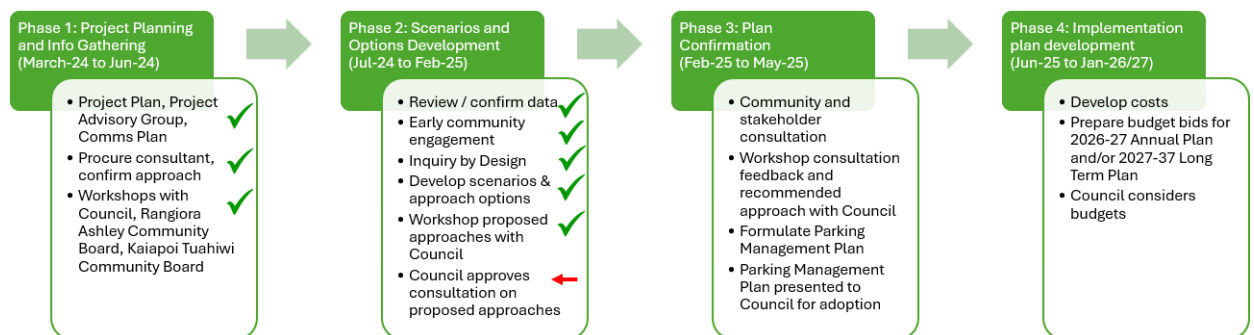 Phase 1: Project Planning
and Info Gathering
(March-24 to Jun-24)
• Project Plan, Project
Advisory Group,
Comms Plan
• Procure consultant,
confirm approach
• Workshops with
Council, Rangiora
Ashley Community
Board, Kaiapoi Tuahiwi
Community Board
Phase 2: Scenarios and
Options Development
(Jul-24 to Feb-25)
• Review / confirm data
• Early community
engagement
• Inquiry by Design
• Develop scenarios &
approach options
• Workshop proposed
approaches with
Council
• Council approves
consultation on
proposed approaches
Phase 3: Plan
Confirmation
(Feb-25 to May-25)
• Community and
stakeholder
consultation
• Workshop consultation
feedback and
recommended
approach with Council
• Formulate Parking
Management Plan
• Parking Management
Plan presented to
Council for adoption
Phase 4: Implementation
plan development
(Jun-25 to Jan-26/27)
• Develop costs
• Prepare budget bids for
2026-27 Annual Plan
and/or 2027-37 Long
Term Plan
• Council considers
budgets